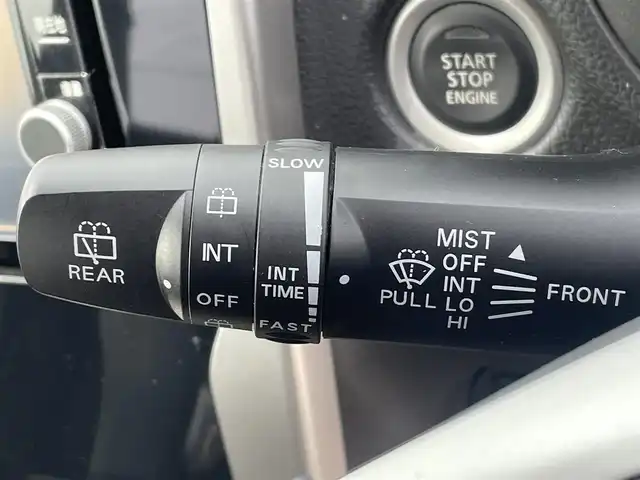 START
STOP
ENGINE
REAR
INT
OFF
SLOW
INT
TIME
FAST
MIST
OFF
INT
LO
HI
PULL
FRONT